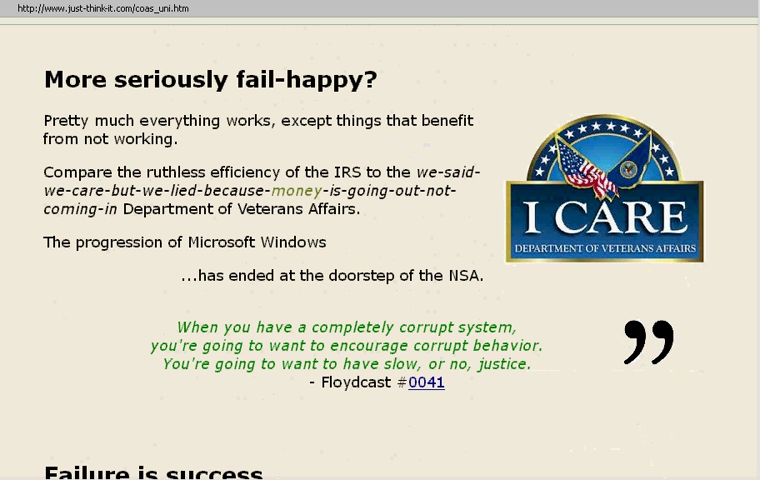 http://www.just-think-it.com/coas_uni.htm
More seriously fail-happy?
Pretty much everything works, except things that benefit
from not working.
Compare the ruthless efficiency of the IRS to the we-said-
we-care-but-we-lied-because-money-is-going-out-not-
coming-in Department of Veterans Affairs.
I CARE
DEPARTMENT OF VETERANS AFFAIRS
The progression of Microsoft Windows
...has ended at the doorstep of the NSA.
When you have a completely corrupt system,
you're going to want to encourage corrupt behavior.
You're going to want to have slow, or no, justice.
”
- Floydcast #0041
Failure is success